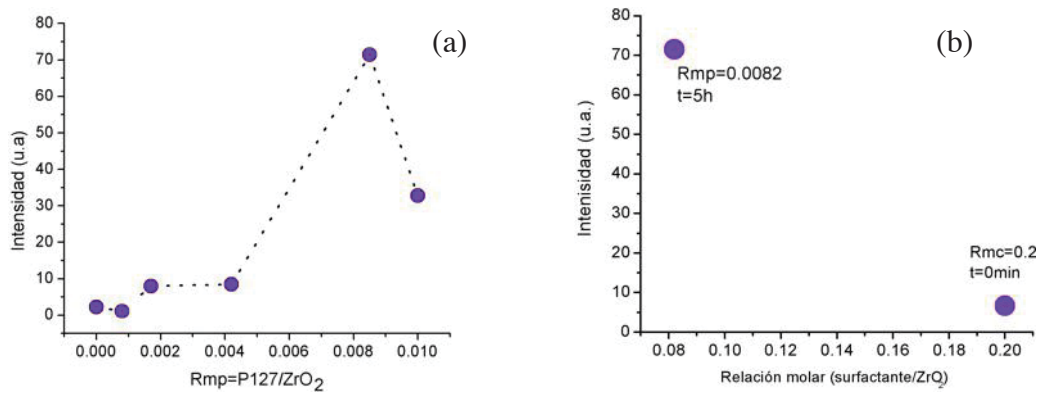 (a)
80
70
60
50
40
30
20
10
0
Intensidad (u.a)
0.000 0.002 0.004 0.006 0.008 0.010
Rmp=P127/ZrO₂
(b)
80
70
60
50
40
30
20
10
0
Intenisidad (u.a.)
Rmp=0.0082
t=5h
Rmc=0.2
t=0min
0.08 0.10 0.12 0.14 0.16 0.18 0.20
Relación molar (surfactante/ZrO₂)